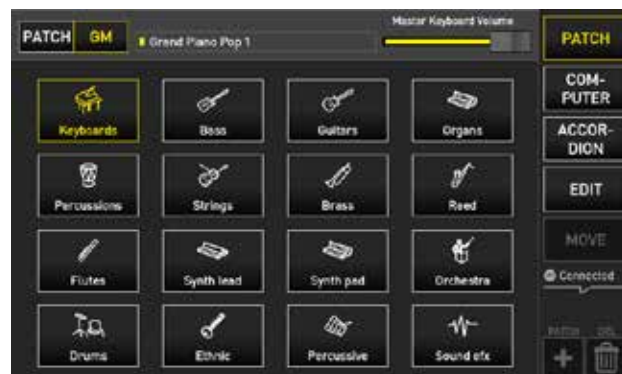 PATCH GM
Grand Piano Pop 1
Master Keyboard Volume
PATCH
COM-
PUTER
ACCOR-
DION
EDIT
MOVE
Connected
PATCH DEL
Keyboards Bass Guitars Organs
Percussions Strings Brass Reed
Flutes Synth lead Synth pad Orchestra
Drums Ethnic Percussive Sound efx